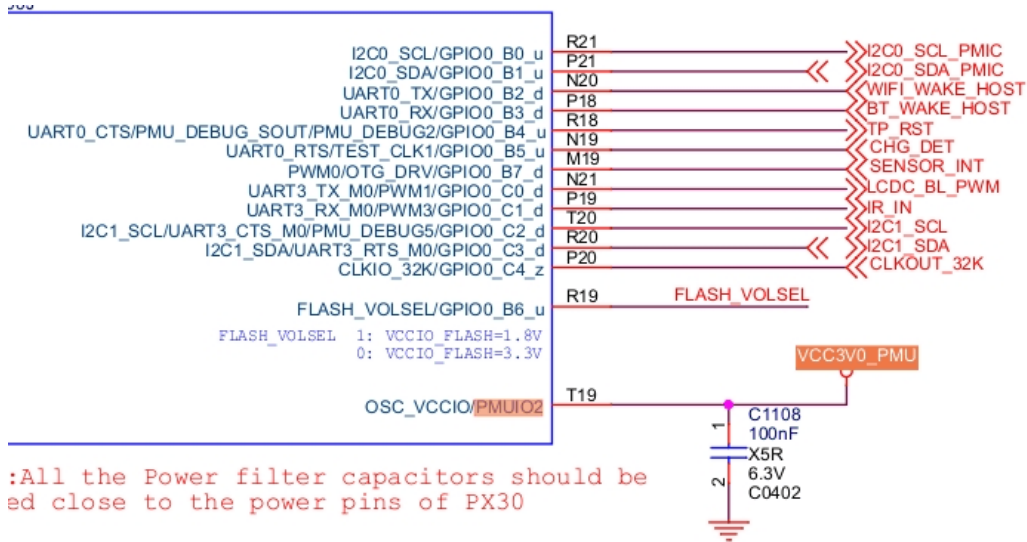 I2C0_SCL/GPIO0_B0_u R21 I2C0_SCL_PMIC
I2C0_SDA/GPIO0_B1_u P21 I2C0_SDA_PMIC
UART0_TX/GPIO0_B2_d N20 WIFI_WAKE_HOST
UART0_RX/GPIO0_B3_d P18 BT_WAKE_HOST
UART0_CTS/PMU_DEBUG_SOUT/PMU_DEBUG2/GPIO0_B4_u R18 TP_RST
UART0_RTS/TEST_CLK1/GPIO0_B5_u N19 CHG_DET
PWM0/OTG_DRV/GPIO0_B7_d M19 SENSOR_INT
UART3_TX_M0/PWM1/GPIO0_C0_d N21 LCDC_BL_PWM
UART3_RX_M0/PWM3/GPIO0_C1_d P19 IR_IN
I2C1_SCL/UART3_CTS_M0/PMU_DEBUG5/GPIO0_C2_d T20 I2C1_SCL
I2C1_SDA/UART3_RTS_M0/GPIO0_C3_d R20 I2C1_SDA
CLKIO_32K/GPIO0_C4_z P20 CLKOUT_32K
FLASH_VOLSEL/GPIO0_B6_u R19 FLASH_VOLSEL
FLASH_VOLSEL 1: VCCIO_FLASH=1.8V
0: VCCIO_FLASH=3.3V
VCC3V0_PMU
OSC_VCCIO/PMUIO2 T19
1
2
C1108
100nF
X5R
6.3V
C0402
:All the Power filter capacitors should be
ed close to the power pins of PX30